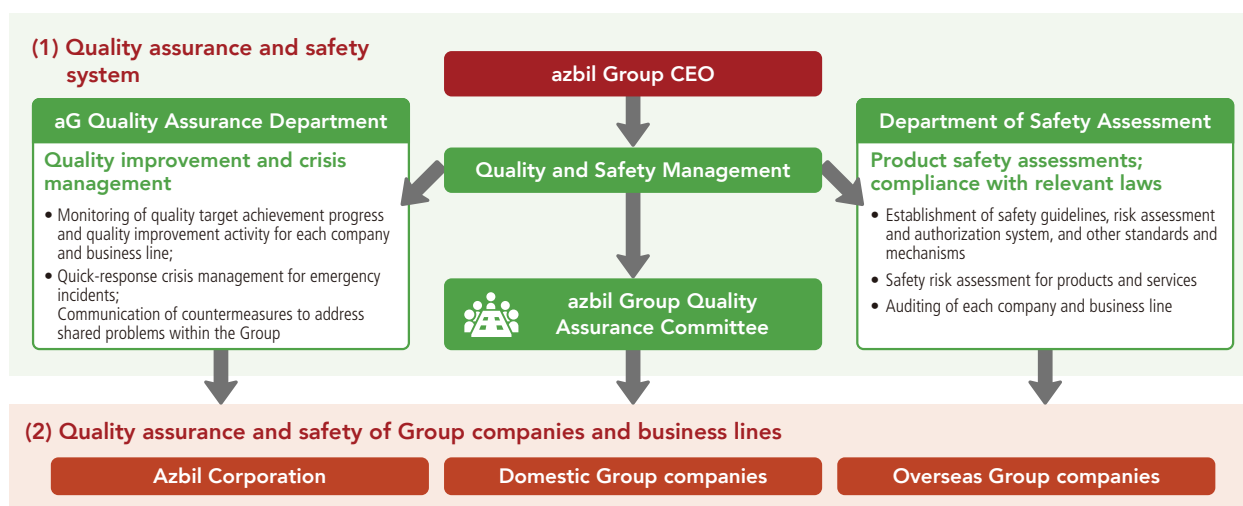 (1) Quality assurance and safety
system
azbil Group CEO
aG Quality Assurance Department
Quality improvement and crisis
management
• Monitoring of quality target achievement progress
and quality improvement activity for each company
and business line;
• Quick-response crisis management for emergency
incidents;
Communication of countermeasures to address
shared problems within the Group
Quality and Safety Management
azbil Group Quality
Assurance Committee
Department of Safety Assessment
Product safety assessments;
compliance with relevant laws
• Establishment of safety guidelines, risk assessment
and authorization system, and other standards and
mechanisms
• Safety risk assessment for products and services
• Auditing of each company and business line
(2) Quality assurance and safety of Group companies and business lines
Azbil Corporation
Domestic Group companies
Overseas Group companies